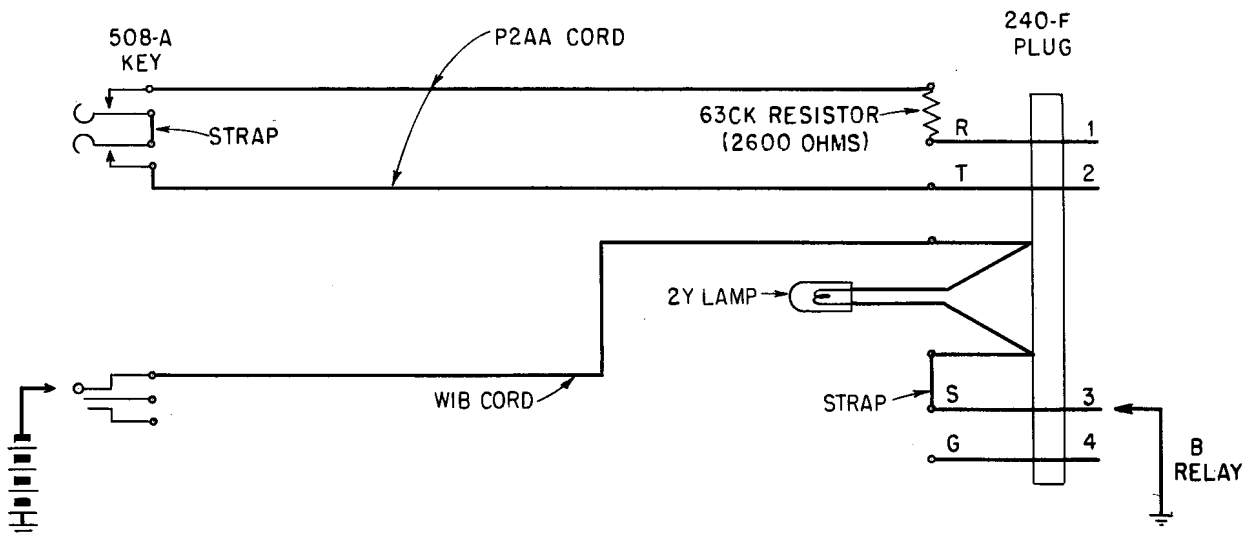 508-A
KEY
P2AA CORD
240-F
PLUG
STRAP
63CK RESISTOR
(2600 OHMS)
R
1
T
2
2Y LAMP
W1B CORD
STRAP
S
3
G
4
B
RELAY